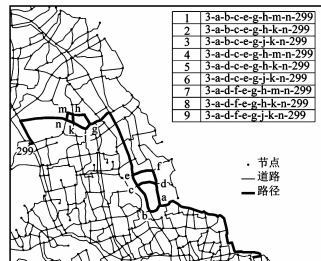 1 3-a-b-c-e-g-h-m-n-299
2 3-a-b-c-e-g-h-k-n-299
3 3-a-b-c-e-g-j-k-n-299
4 3-a-d-c-e-g-h-m-n-299
5 3-a-d-c-e-g-h-k-n-299
6 3-a-d-c-e-g-j-k-n-299
7 3-a-d-f-e-g-h-m-n-299
8 3-a-d-f-e-g-h-k-n-299
9 3-a-d-f-e-g-j-k-n-299
m h
n k g
j
299
f
e d
c a
b
节点
道路
路径